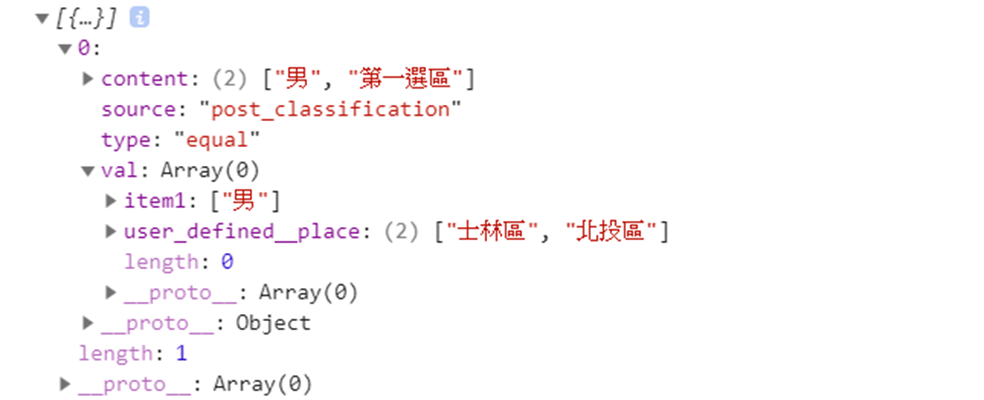 [{…}] i
0:
content: (2) ["男", "第一選區"]
source: "post_classification"
type: "equal"
val: Array(0)
item1: ["男"]
user_defined__place: (2) ["士林區", "北投區"]
length: 0
__proto__: Array(0)
__proto__: Object
length: 1
__proto__: Array(0)